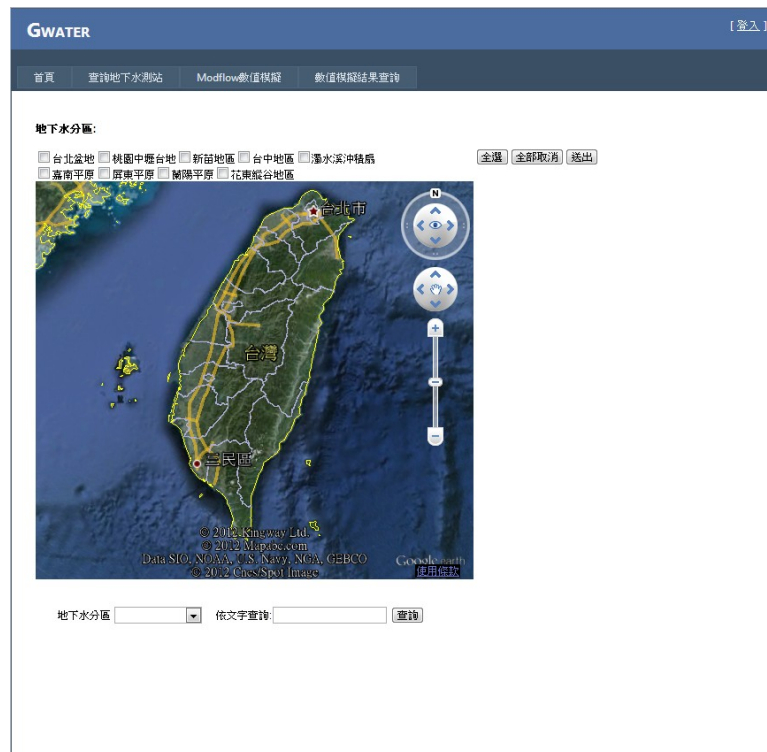 GWATER
[ 登入 ]
首頁 查詢地下水測站 Modflow數值模擬 數值模擬結果查詢
地下水分區:
台北盆地 桃園中壢台地 新苗地區 台中地區 濁水溪沖積扇 全選 全部取消 送出
嘉南平原 屏東平原 蘭陽平原 花東縱谷地區
N
台北市
台灣
三民區
© 2012 Kingway Ltd.
© 2012 Mapabc.com
Data SIO, NOAA, U.S. Navy, NGA, GEBCO
© 2012 Cnes/Spot Image
Google earth
使用條款
地下水分區 依文字查詢: 查詢